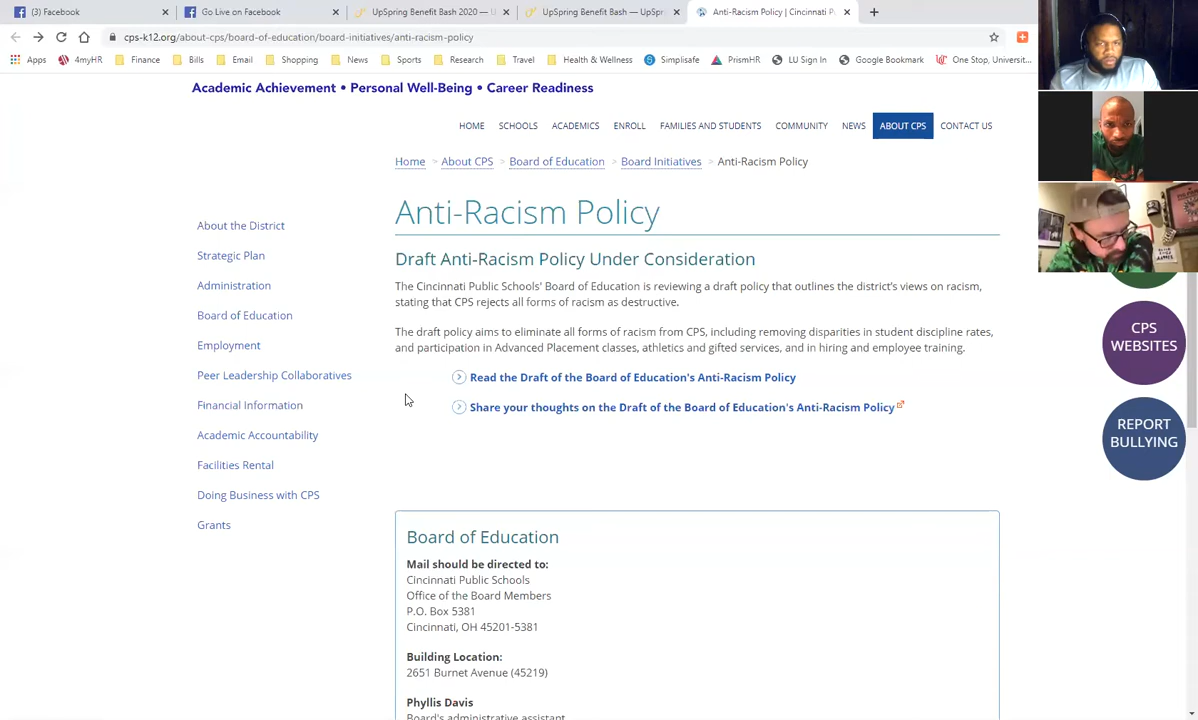 (3) Facebook
Go Live on Facebook
UpSpring Benefit Bash 2020 —
UpSpring Benefit Bash — UpSpri
Anti-Racism Policy | Cincinnati P
cps-k12.org/about-cps/board-of-education/board-initiatives/anti-racism-policy
Apps 4myHR Finance Bills Email Shopping News Sports Research Travel Health & Wellness Simplisafe PrismHR LU Sign In Google Bookmark One Stop, Universit...
Academic Achievement • Personal Well-Being • Career Readiness
HOME SCHOOLS ACADEMICS ENROLL FAMILIES AND STUDENTS COMMUNITY NEWS ABOUT CPS CONTACT US
Home > About CPS > Board of Education > Board Initiatives > Anti-Racism Policy
About the District
Strategic Plan
Administration
Board of Education
Employment
Peer Leadership Collaboratives
Financial Information
Academic Accountability
Facilities Rental
Doing Business with CPS
Grants
Anti-Racism Policy
Draft Anti-Racism Policy Under Consideration
The Cincinnati Public Schools' Board of Education is reviewing a draft policy that outlines the district's views on racism,
stating that CPS rejects all forms of racism as destructive.
The draft policy aims to eliminate all forms of racism from CPS, including removing disparities in student discipline rates,
and participation in Advanced Placement classes, athletics and gifted services, and in hiring and employee training.
Read the Draft of the Board of Education's Anti-Racism Policy
Share your thoughts on the Draft of the Board of Education's Anti-Racism Policy
Board of Education
Mail should be directed to:
Cincinnati Public Schools
Office of the Board Members
P.O. Box 5381
Cincinnati, OH 45201-5381
Building Location:
2651 Burnet Avenue (45219)
Phyllis Davis
Board's administrative assistant
CPS
WEBSITES
REPORT
BULLYING